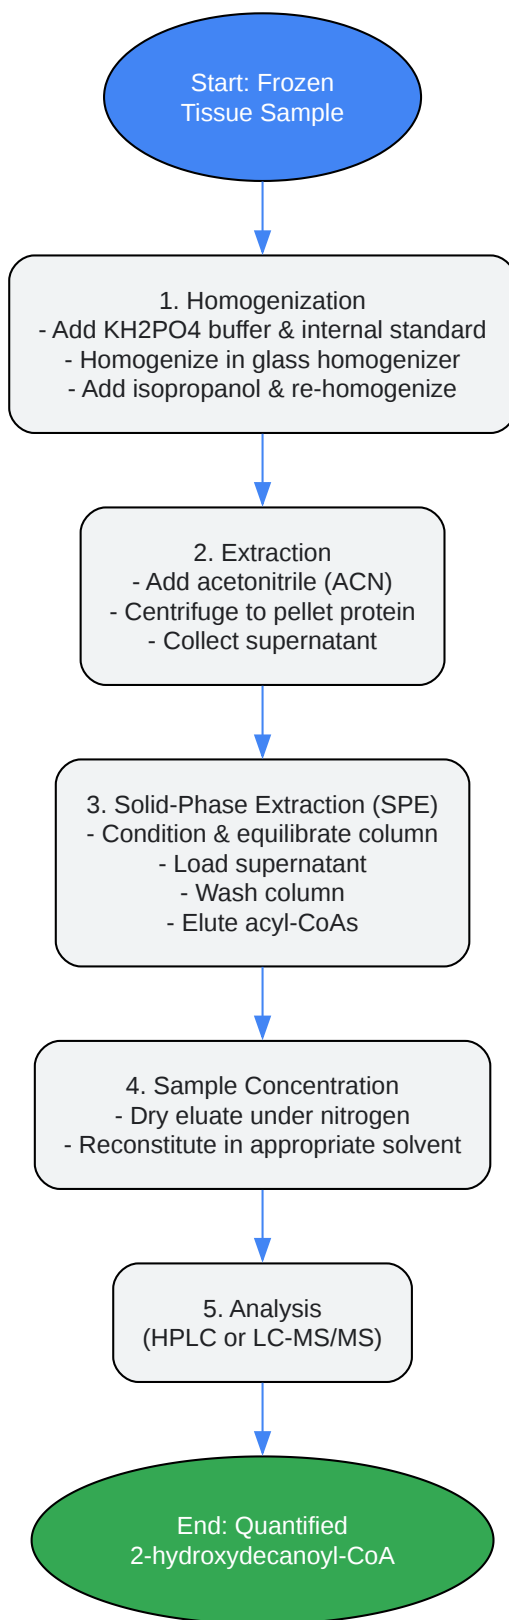 Start: Frozen
Tissue Sample
1. Homogenization
- Add KH2PO4 buffer & internal standard
- Homogenize in glass homogenizer
- Add isopropanol & re-homogenize
2. Extraction
- Add acetonitrile (ACN)
- Centrifuge to pellet protein
- Collect supernatant
3. Solid-Phase Extraction (SPE)
- Condition & equilibrate column
- Load supernatant
- Wash column
- Elute acyl-CoAs
4. Sample Concentration
- Dry eluate under nitrogen
- Reconstitute in appropriate solvent
5. Analysis
(HPLC or LC-MS/MS)
End: Quantified
2-hydroxydecanoyl-CoA